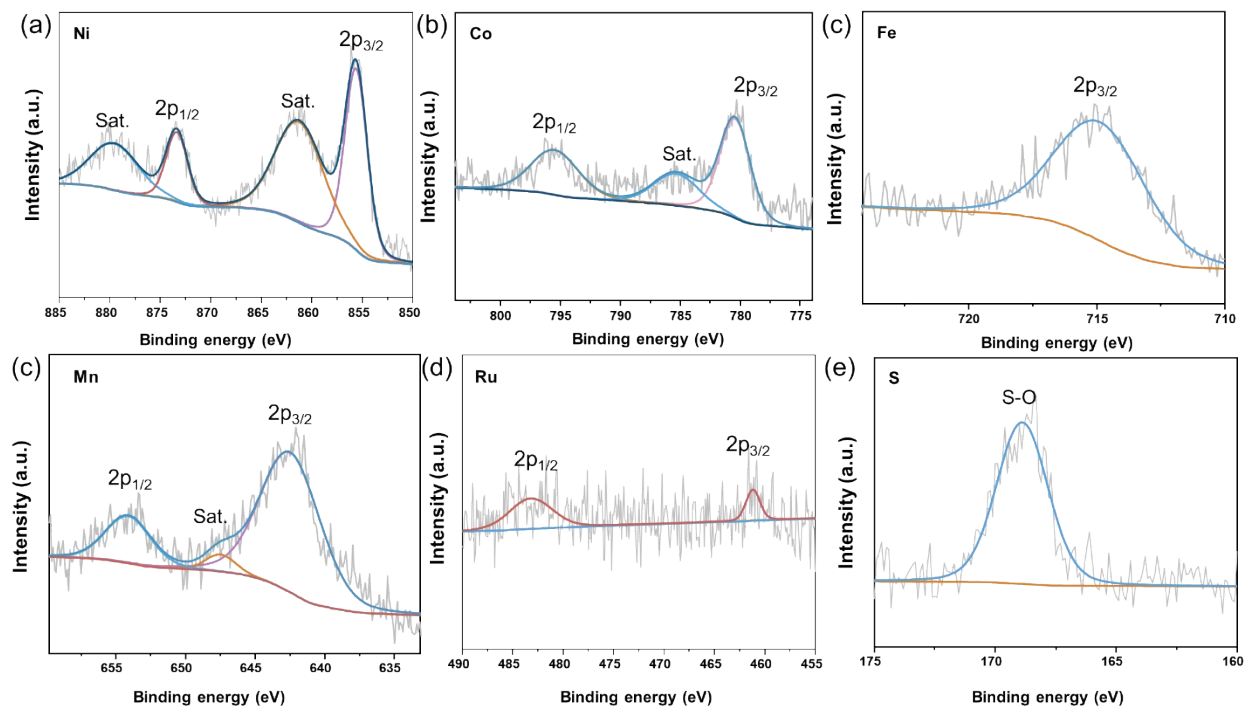 (a)
Ni
Sat.
2p1/2
Sat.
2p3/2
Intensity (a.u.)
885 880 875 870 865 860 855 850
Binding energy (eV)
(b)
Co
2p1/2
Sat.
2p3/2
Intensity (a.u.)
800 795 790 785 780 774
Binding energy (eV)
(c)
Fe
2p3/2
Intensity (a.u.)
720 715 710
Binding energy (eV)
(c)
Mn
2p1/2
Sat.
2p3/2
Intensity (a.u.)
655 650 645 640 635
Binding energy (eV)
(d)
Ru
2p1/2
2p3/2
Intensity (a.u.)
490 485 480 475 470 465 460 455
Binding energy (eV)
(e)
S
S-O
Intensity (a.u.)
175 170 165 160
Binding energy (eV)